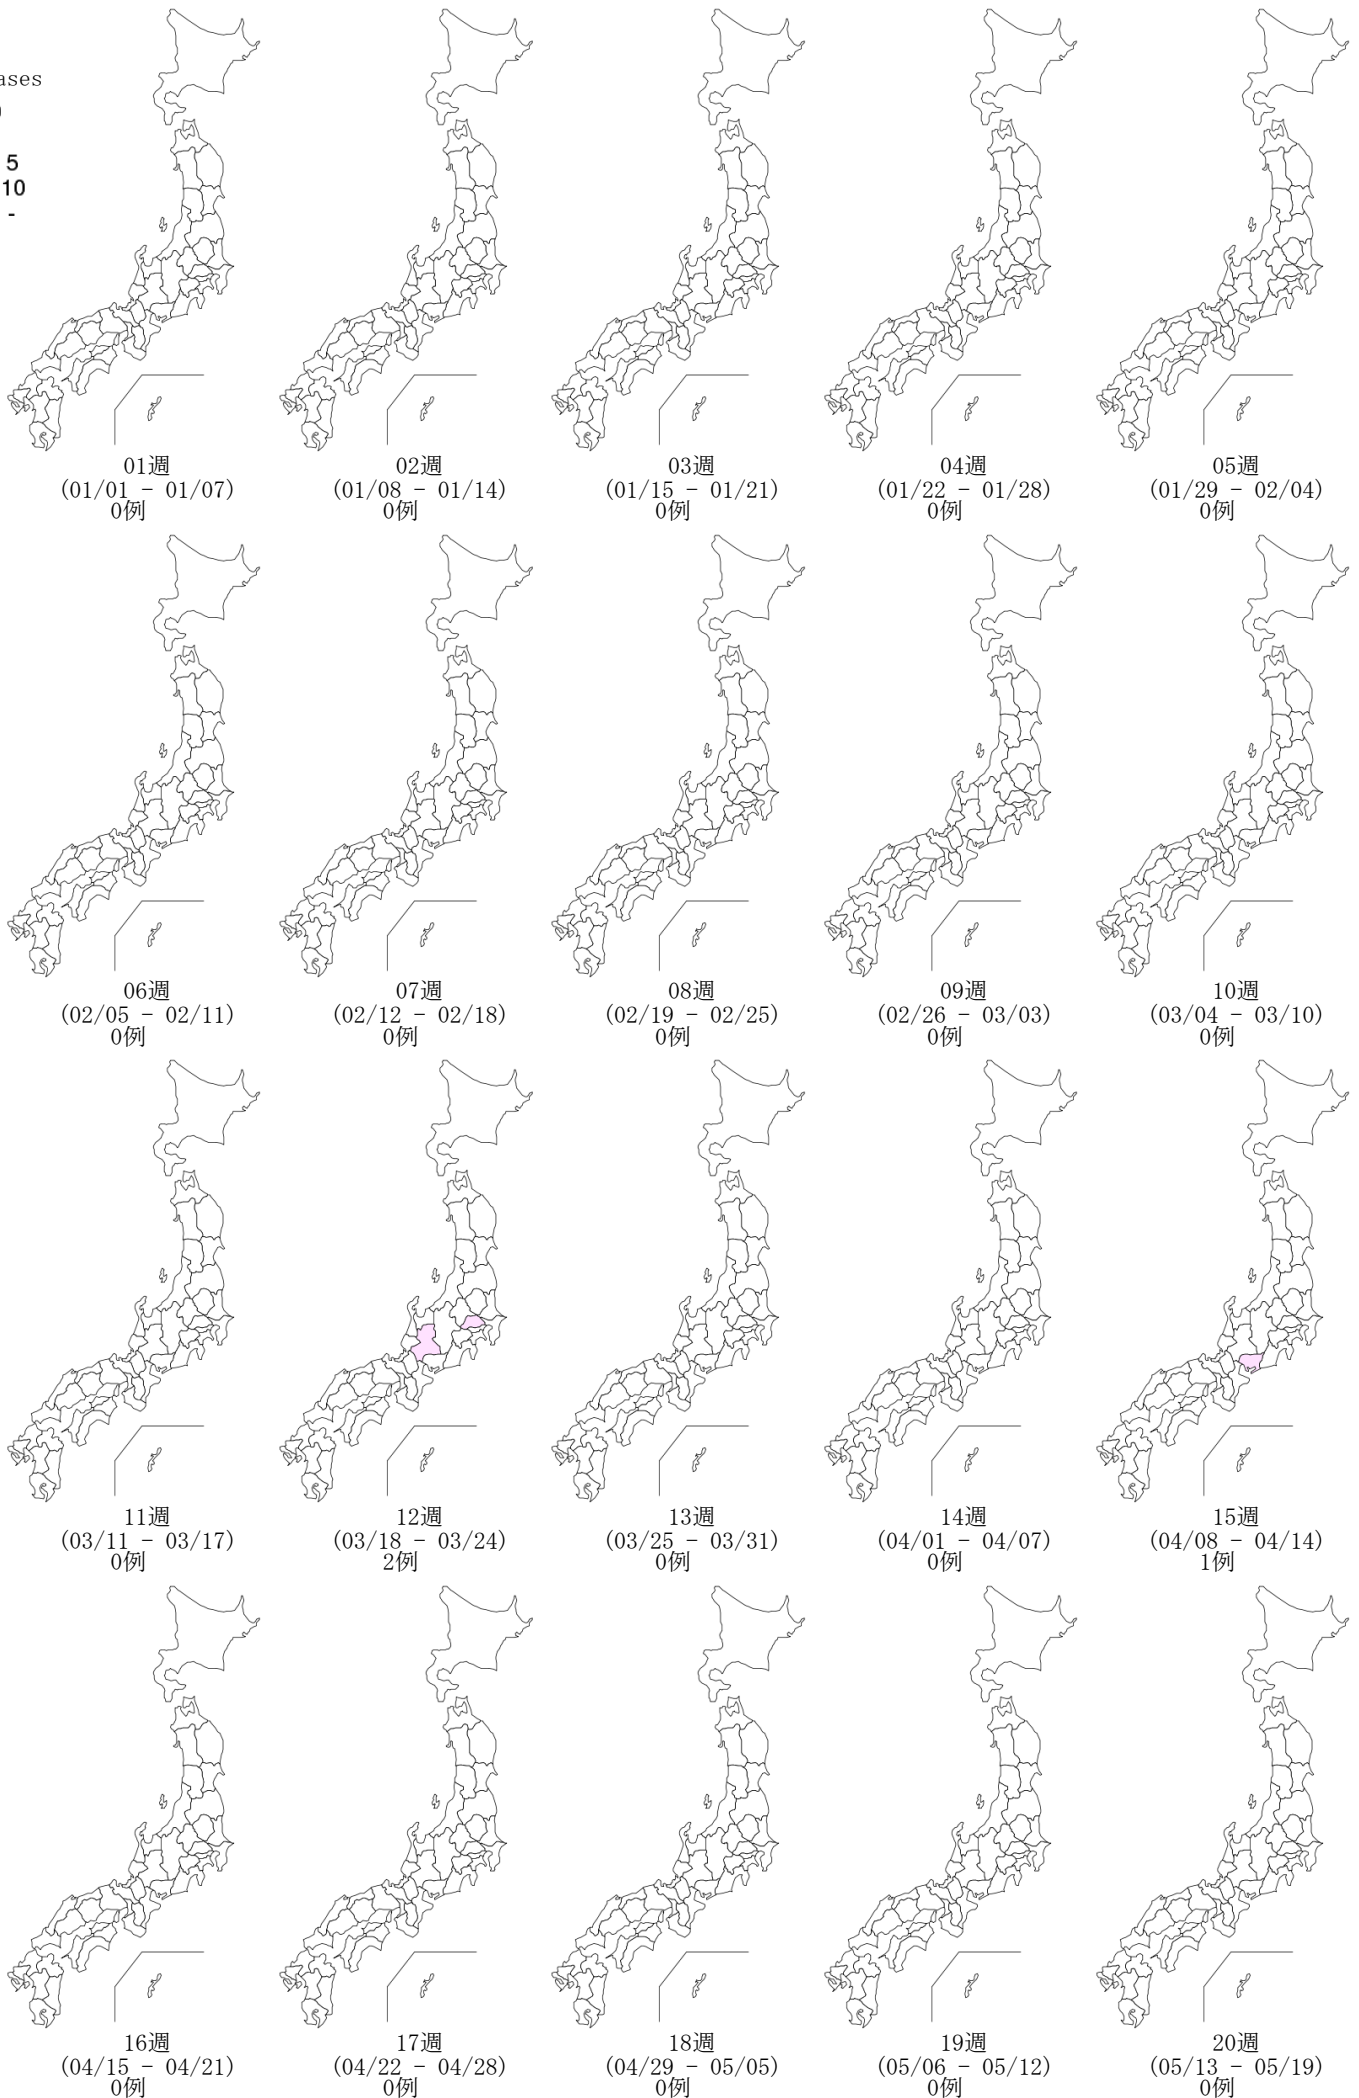 ases
5
10
-
01週
(01/01 - 01/07)
0例
02週
(01/08 - 01/14)
0例
03週
(01/15 - 01/21)
0例
04週
(01/22 - 01/28)
0例
05週
(01/29 - 02/04)
0例
06週
(02/05 - 02/11)
0例
07週
(02/12 - 02/18)
0例
08週
(02/19 - 02/25)
0例
09週
(02/26 - 03/03)
0例
10週
(03/04 - 03/10)
0例
11週
(03/11 - 03/17)
0例
12週
(03/18 - 03/24)
2例
13週
(03/25 - 03/31)
0例
14週
(04/01 - 04/07)
0例
15週
(04/08 - 04/14)
1例
16週
(04/15 - 04/21)
0例
17週
(04/22 - 04/28)
0例
18週
(04/29 - 05/05)
0例
19週
(05/06 - 05/12)
0例
20週
(05/13 - 05/19)
0例